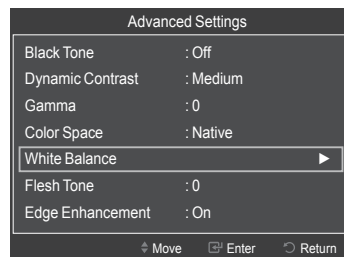 Advanced Settings
Black Tone : Off
Dynamic Contrast : Medium
Gamma : 0
Color Space : Native
White Balance ►
Flesh Tone : 0
Edge Enhancement : On
Move Enter Return